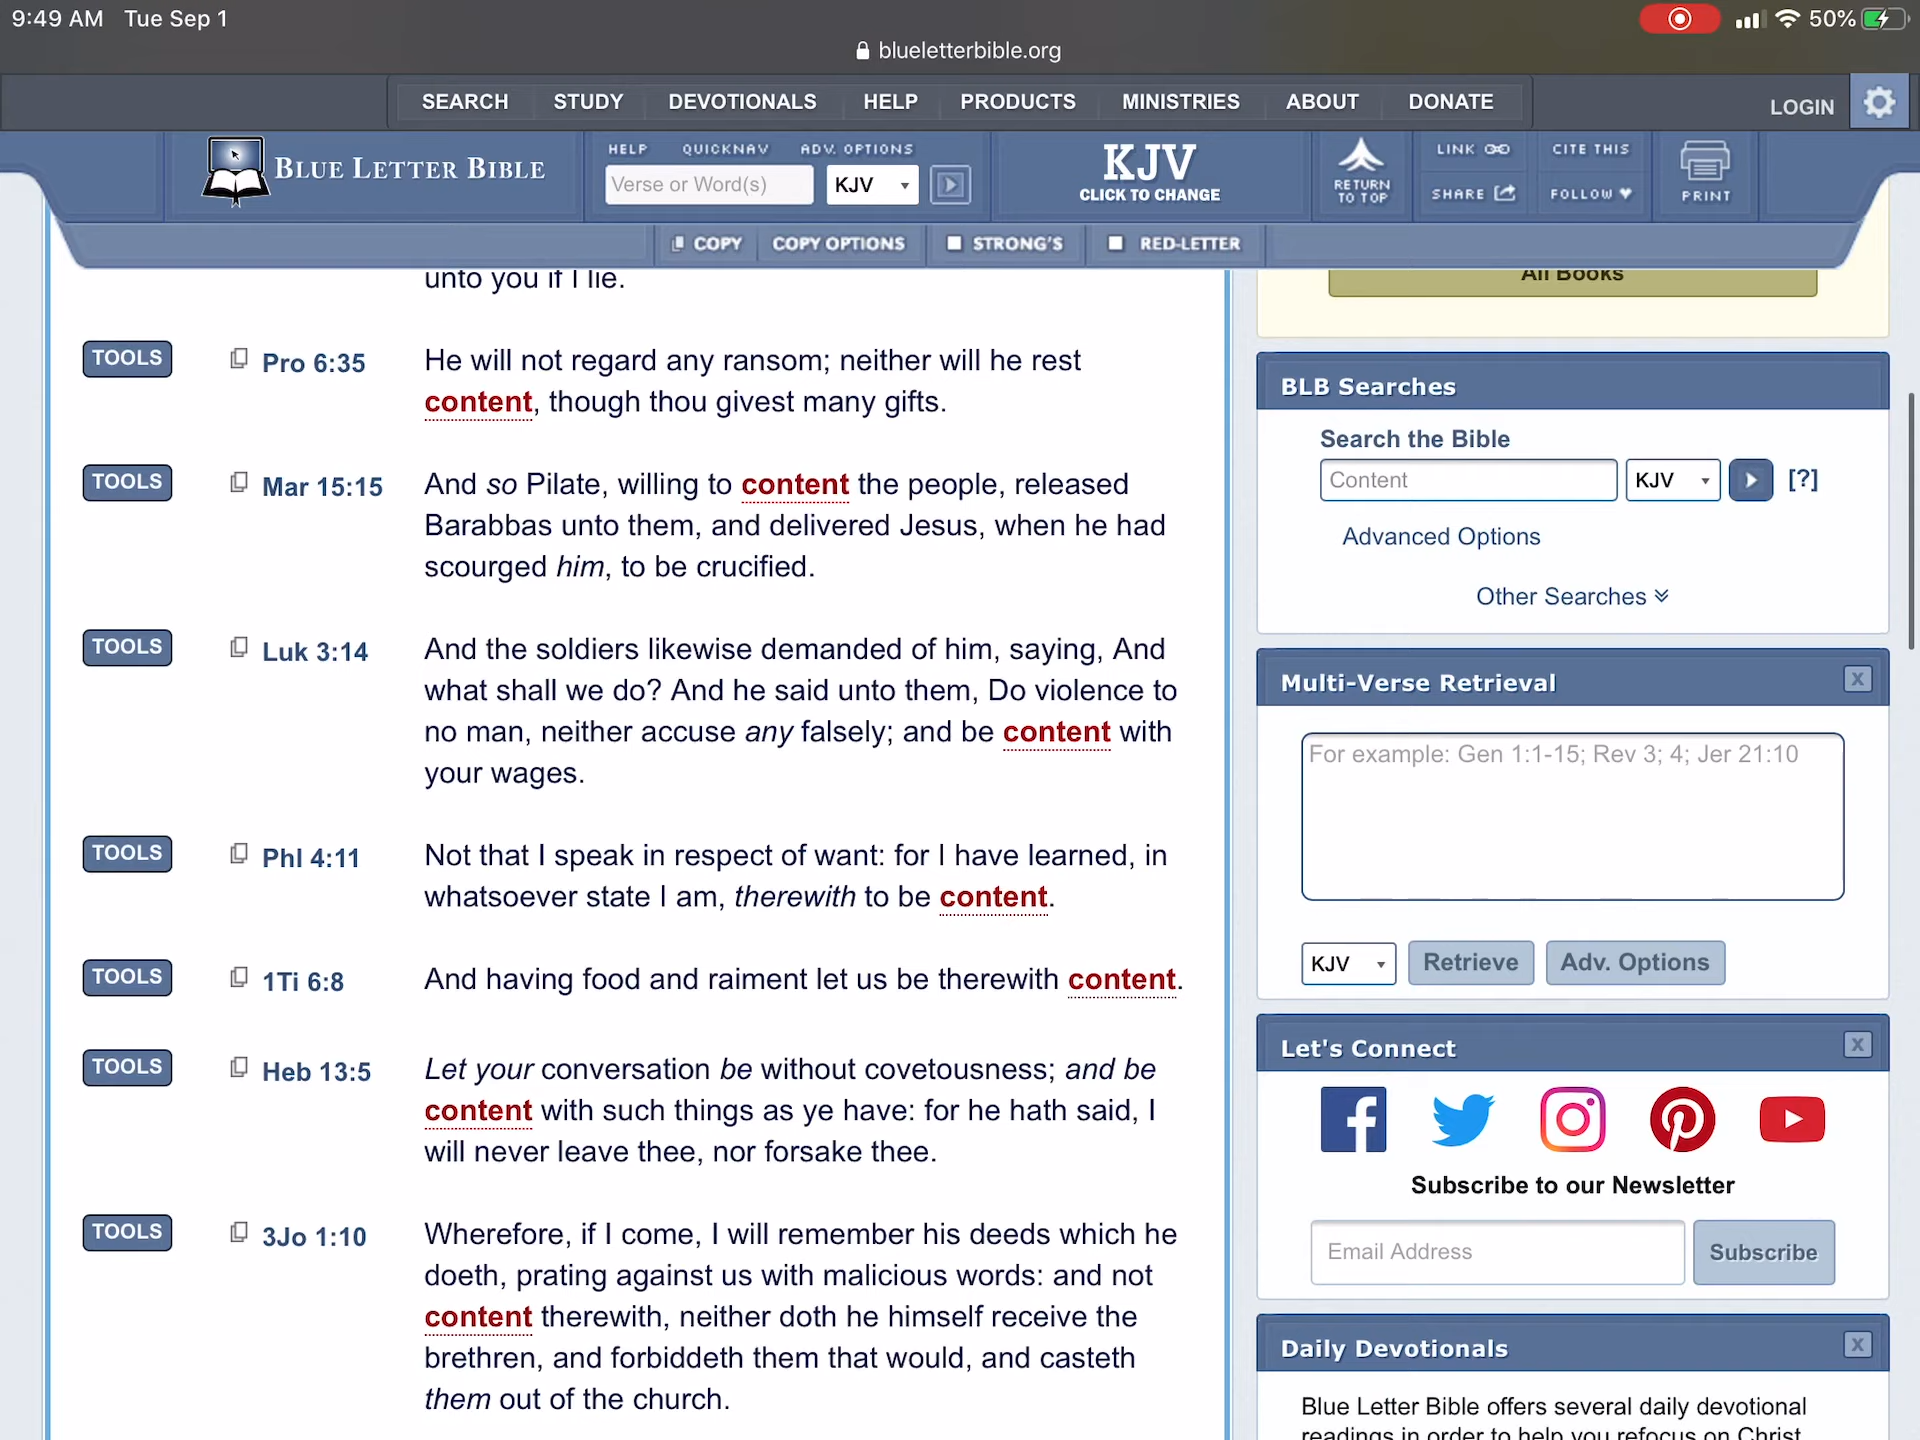 9:49 AM Tue Sep 1
50%
blueletterbible.org
SEARCH STUDY DEVOTIONALS HELP PRODUCTS MINISTRIES ABOUT DONATE
LOGIN
BLUE LETTER BIBLE
HELP QUICKNAV ADV. OPTIONS
Verse or Word(s) KJV
KJV
CLICK TO CHANGE
RETURN
TO TOP
LINK
SHARE
CITE THIS
FOLLOW
PRINT
COPY COPY OPTIONS STRONG'S RED-LETTER
unto you if I lie.
TOOLS Pro 6:35 He will not regard any ransom; neither will he rest
content, though thou givest many gifts.
TOOLS Mar 15:15 And so Pilate, willing to content the people, released
Barabbas unto them, and delivered Jesus, when he had
scourged him, to be crucified.
TOOLS Luk 3:14 And the soldiers likewise demanded of him, saying, And
what shall we do? And he said unto them, Do violence to
no man, neither accuse any falsely; and be content with
your wages.
TOOLS Phl 4:11 Not that I speak in respect of want: for I have learned, in
whatsoever state I am, therewith to be content.
TOOLS 1Ti 6:8 And having food and raiment let us be therewith content.
TOOLS Heb 13:5 Let your conversation be without covetousness; and be
content with such things as ye have: for he hath said, I
will never leave thee, nor forsake thee.
TOOLS 3Jo 1:10 Wherefore, if I come, I will remember his deeds which he
doeth, prating against us with malicious words: and not
content therewith, neither doth he himself receive the
brethren, and forbiddeth them that would, and casteth
them out of the church.
All Books
BLB Searches
Search the Bible
Content KJV [?]
Advanced Options
Other Searches
Multi-Verse Retrieval X
For example: Gen 1:1-15; Rev 3; 4; Jer 21:10
KJV Retrieve Adv. Options
Let's Connect X
Subscribe to our Newsletter
Email Address Subscribe
Daily Devotionals X
Blue Letter Bible offers several daily devotional
readings in order to help you refocus on Christ